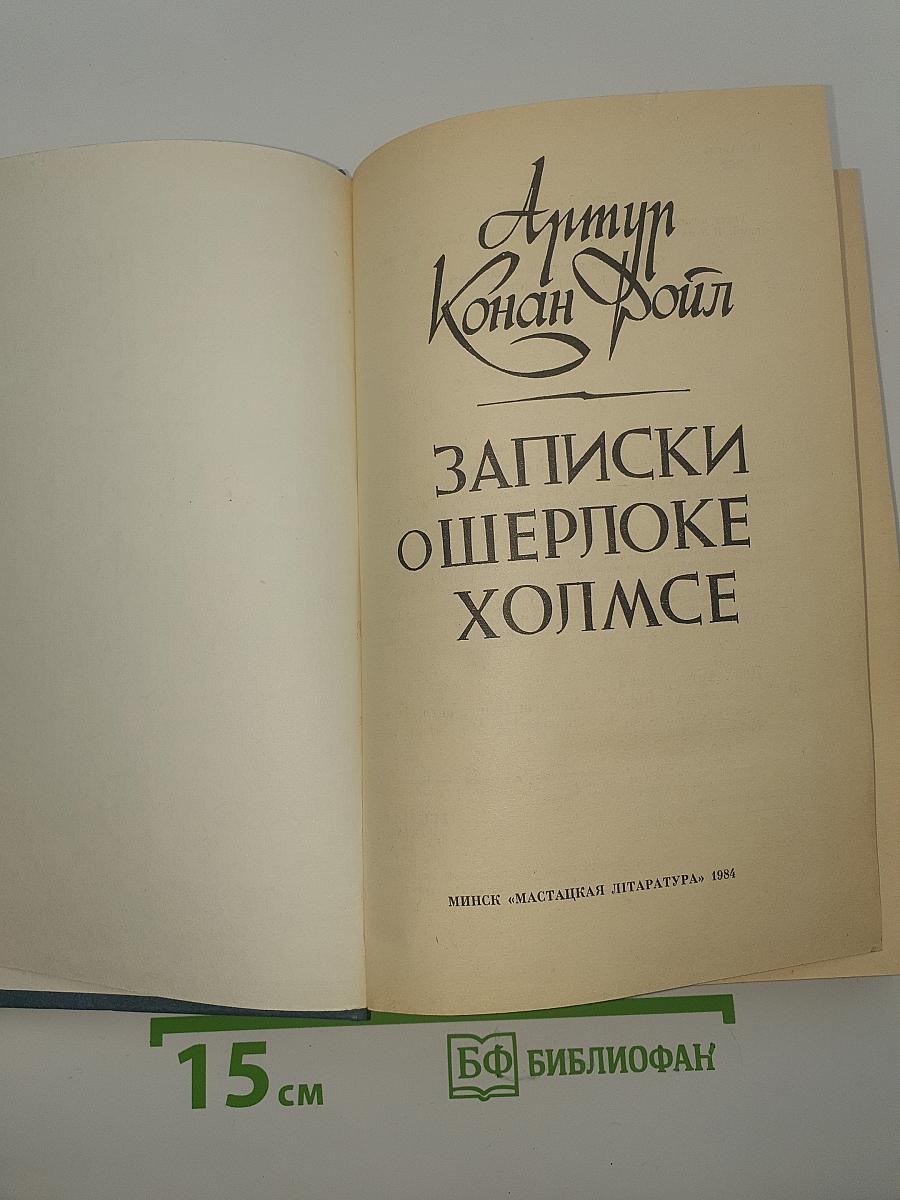 Артур
Конан Дойл
ЗАПИСКИ
О ШЕРЛОКЕ
ХОЛМСЕ
МИНСК «МАСТАЦКАЯ ЛІТАРАТУРА» 1984
15 см
БФ БИБЛИОФАН